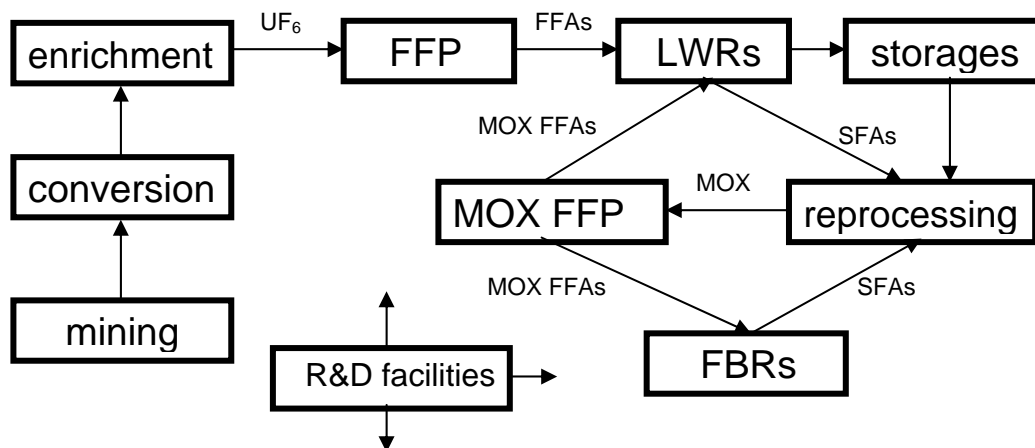 UF₆
FFAs
enrichment
FFP
LWRs
storages
MOX FFAs
SFAs
conversion
MOX
MOX FFP
reprocessing
MOX FFAs
SFAs
mining
R&D facilities
FBRs